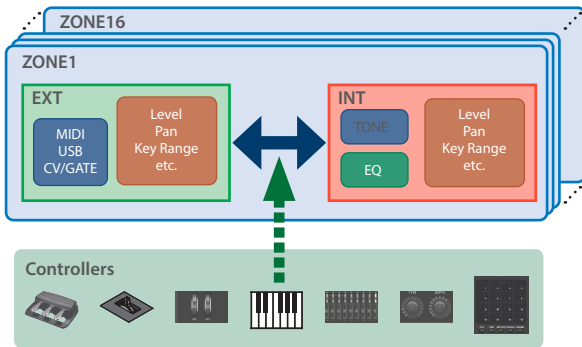 ZONE16
ZONE1
EXT
MIDI
USB
CV/GATE
Level
Pan
Key Range
etc.
INT
TONE
EQ
Level
Pan
Key Range
etc.
Controllers